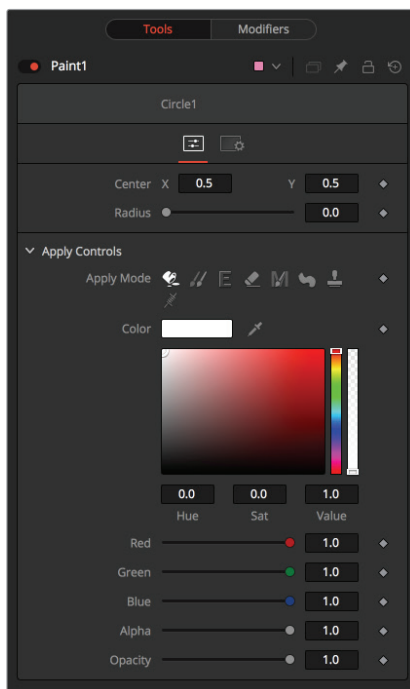 Tools Modifiers
Paint1
Circle1
Center X 0.5 Y 0.5
Radius 0.0
Apply Controls
Apply Mode
Color
0.0 0.0 1.0
Hue Sat Value
Red 1.0
Green 1.0
Blue 1.0
Alpha 1.0
Opacity 1.0